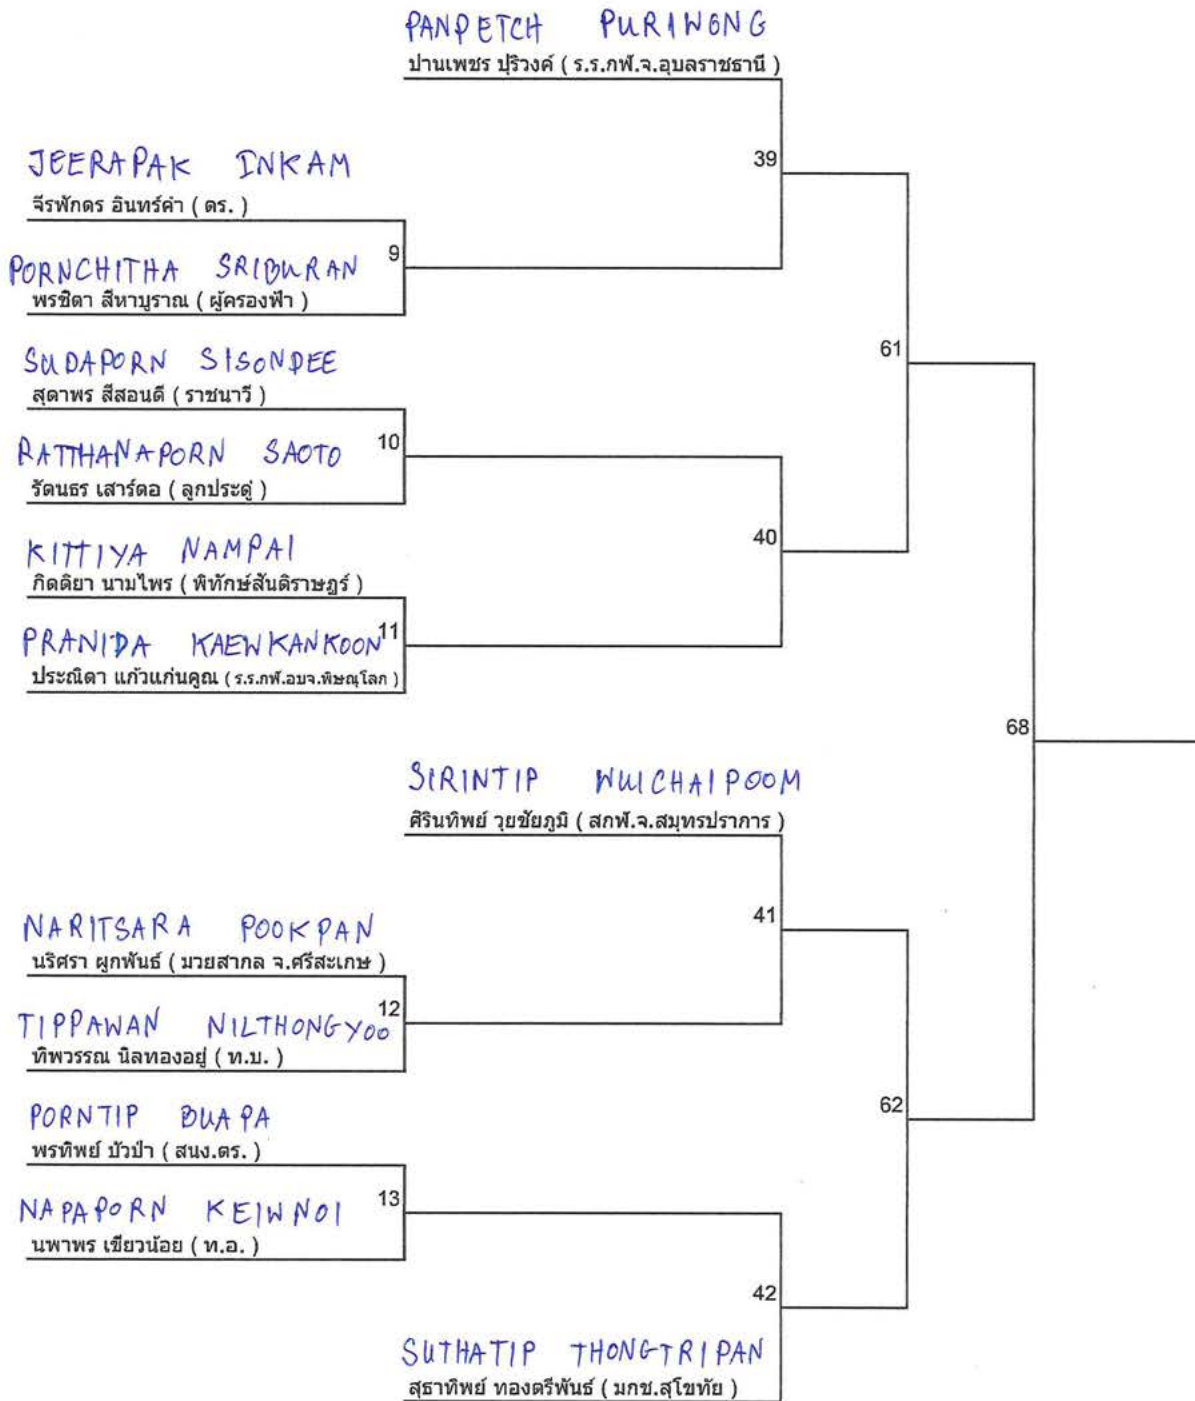 PANPETCH PURIWONG
ปานเพชร ปุริวงค์ ( ร.ร.กฬ.จ.อุบลราชธานี )
39
JEERAPAK INKAM
จีรพักตร อินทร์คำ ( ตร. )
9
PORNCHITHA SRIBURAN
พรชิตา สีหาบูราณ ( ผู้ครองฟ้า )
SUDAPORN SISONDEE
สุดาพร สีสอนดี ( ราชนาวี )
61
10
RATTHANAPORN SAOTO
รัตนธร เสาร์ตอ ( ลูกประดู่ )
KITTIYA NAMPAI
กิตติยา นามไพร ( พิทักษ์สันติราษฎร์ )
40
PRANIDA KAEWKANKOON
11
ประณิตา แก้วแก่นคูณ ( ร.ร.กฬ.อบจ.พิษณุโลก )
68
SIRINTIP WUICHAIPOOM
ศิรินทิพย์ วุยชัยภูมิ ( สกฬ.จ.สมุทรปราการ )
41
NARITSARA POOKPAN
นริศรา ผูกพันธ์ ( มวยสากล จ.ศรีสะเกษ )
12
TIPPAWAN NILTHONGYOO
ทิพวรรณ นิลทองอยู่ ( ท.บ. )
PORNTIP BUAPA
พรทิพย์ บัวป่า ( สนง.ตร. )
62
NAPAPORN KEIWNOI
13
นพาพร เขียวน้อย ( ท.อ. )
42
SUTHATIP THONGTRIPAN
สุธาทิพย์ ทองตรีพันธ์ ( มกช.สุโขทัย )